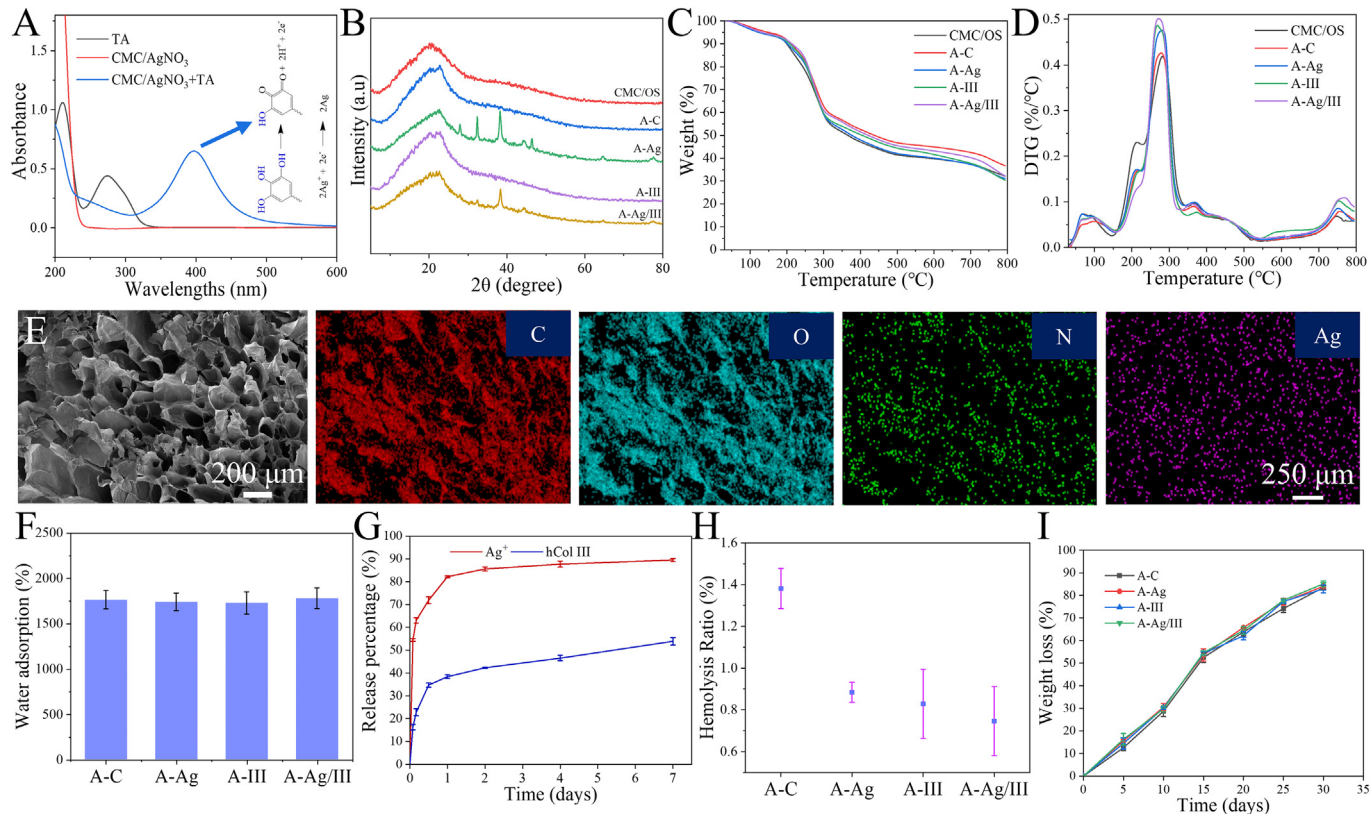 A
TA
CMC/AgNO₃
CMC/AgNO₃+TA
O
O + 2H⁺ + 2e⁻
HO
OH
OH
HO
2Ag⁺ + 2e⁻ → 2Ag
Absorbance
1.5
1.0
0.5
0.0
200 300 400 500 600
Wavelengths (nm)
B
CMC/OS
A-C
A-Ag
A-III
A-Ag/III
Intensity (a.u)
20 40 60 80
2θ (degree)
C
CMC/OS
A-C
A-Ag
A-III
A-Ag/III
Weight (%)
100
90
80
70
60
50
40
30
20
10
0
100 200 300 400 500 600 700 800
Temperature (°C)
D
CMC/OS
A-C
A-Ag
A-III
A-Ag/III
DTG (%/°C)
0.5
0.4
0.3
0.2
0.1
0.0
100 200 300 400 500 600 700 800
Temperature (°C)
E
200 μm
C
O
N
Ag
250 μm
F
Water adsorption (%)
2500
2000
1500
1000
500
0
A-C A-Ag A-III A-Ag/III
G
Ag⁺ hCol III
Release percentage (%)
100
90
80
70
60
50
40
30
20
10
0
0 1 2 3 4 5 6 7
Time (days)
H
Hemolysis Ratio (%)
1.6
1.4
1.2
1.0
0.8
0.6
A-C A-Ag A-III A-Ag/III
I
A-C
A-Ag
A-III
A-Ag/III
Weight loss (%)
100
90
80
70
60
50
40
30
20
10
0
0 5 10 15 20 25 30 35
Time (days)